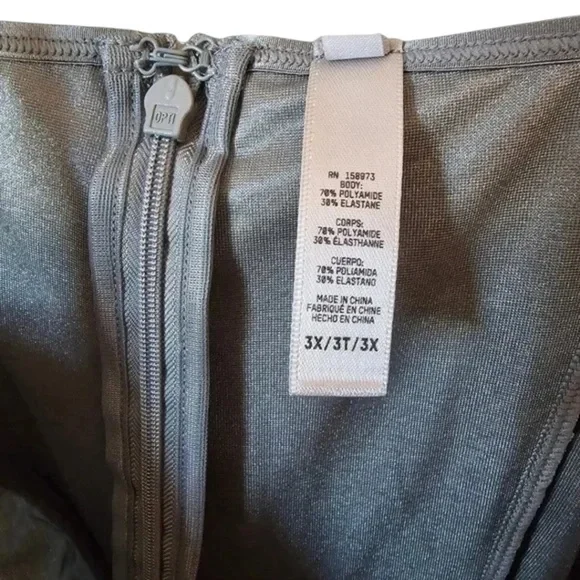 OPTI
RN 158973
BODY:
70% POLYAMIDE
30% ELASTANE
CORPS:
70% POLYAMIDE
30% ÉLASTHANNE
CUERPO:
70% POLIAMIDA
30% ELASTANO
MADE IN CHINA
FABRIQUÉ EN CHINE
HECHO EN CHINA
3X/3T/3X